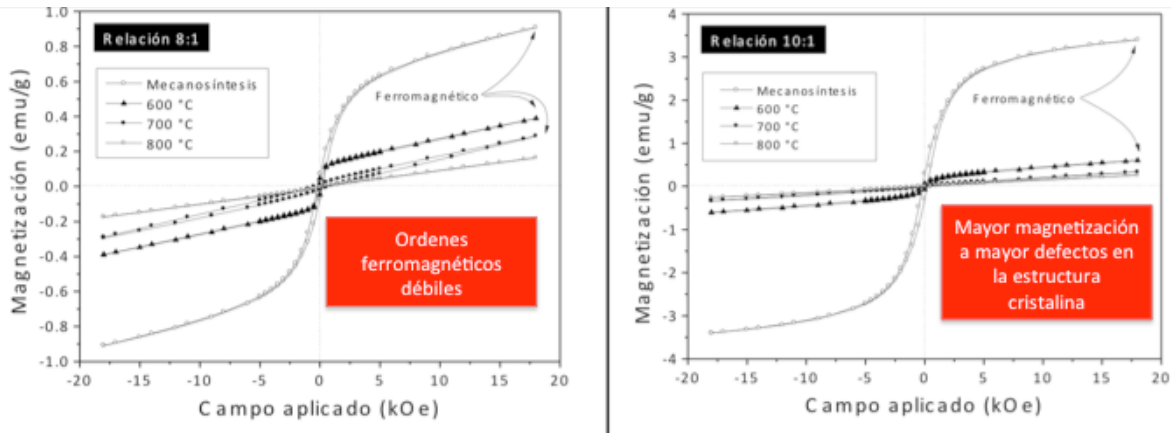 Relación 8:1
Mecanosíntesis
600 °C
700 °C
800 °C
Ferromagnético
Ordenes
ferromagnéticos
débiles
Magnetización (emu/g)
1.0
0.8
0.6
0.4
0.2
0.0
-0.2
-0.4
-0.6
-0.8
-1.0
-20 -15 -10 -5 0 5 10 15 20
Campo aplicado (kOe)
Relación 10:1
Mecanosíntesis
600 °C
700 °C
800 °C
Ferromagnético
Mayor magnetización
a mayor defectos en
la estructura
cristalina
Magnetización (emu/g)
4
3
2
1
0
-1
-2
-3
-4
-20 -15 -10 -5 0 5 10 15 20
Campo aplicado (kOe)